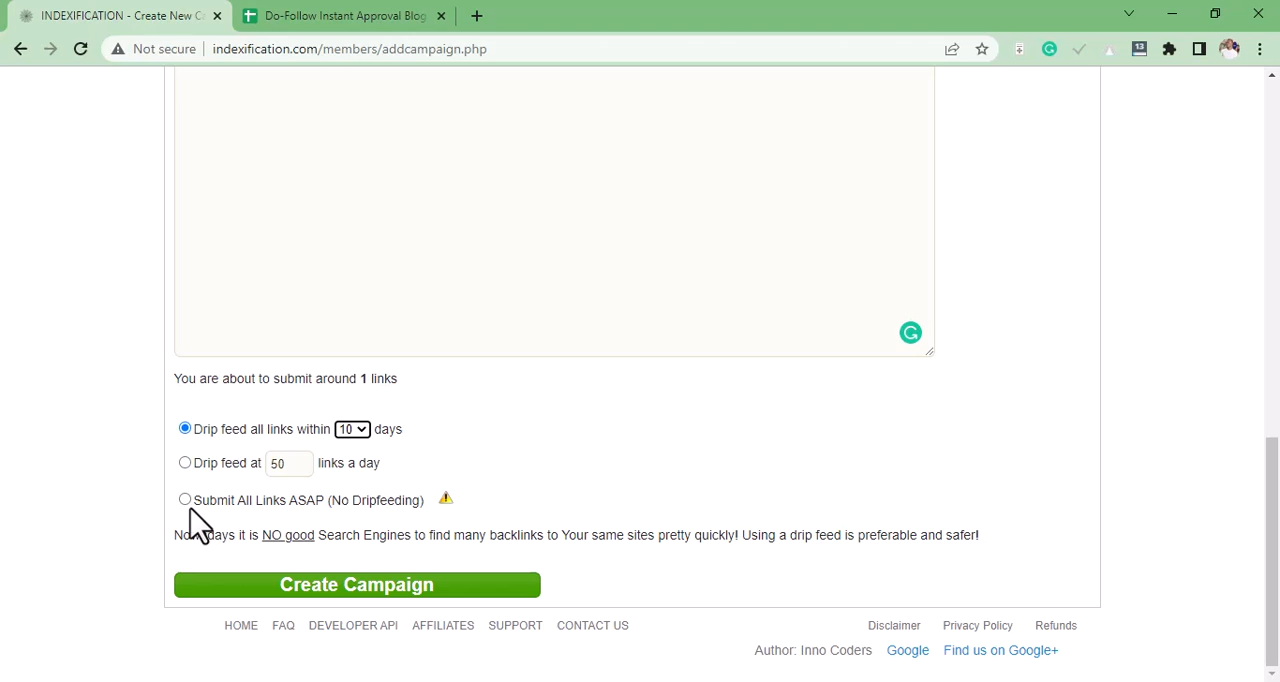 INDEXIFICATION - Create New C
Do-Follow Instant Approval Blog
Not secure
indexification.com/members/addcampaign.php
13
You are about to submit around 1 links
Drip feed all links within 10 days
Drip feed at 50 links a day
Submit All Links ASAP (No Dripfeeding)
days it is NO good Search Engines to find many backlinks to Your same sites pretty quickly! Using a drip feed is preferable and safer!
Create Campaign
HOME FAQ DEVELOPER API AFFILIATES SUPPORT CONTACT US
Disclaimer Privacy Policy Refunds
Author: Inno Coders Google Find us on Google+